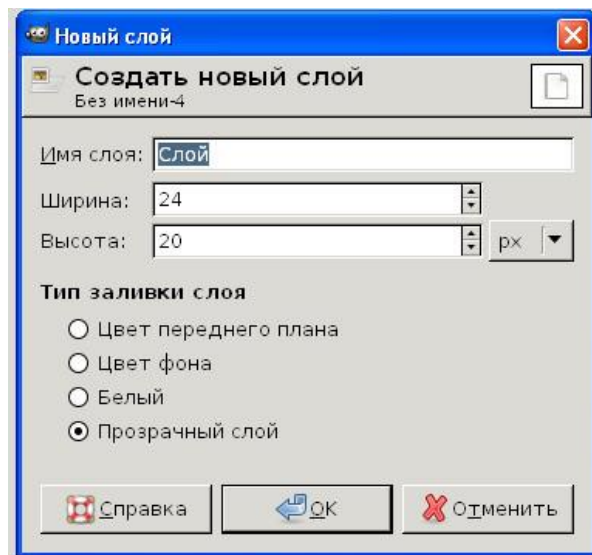 Новый слой
Создать новый слой
Без имени-4
Имя слоя: Слой
Ширина: 24
Высота: 20 px
Тип заливки слоя
Цвет переднего плана
Цвет фона
Белый
Прозрачный слой
Справка OK Отменить